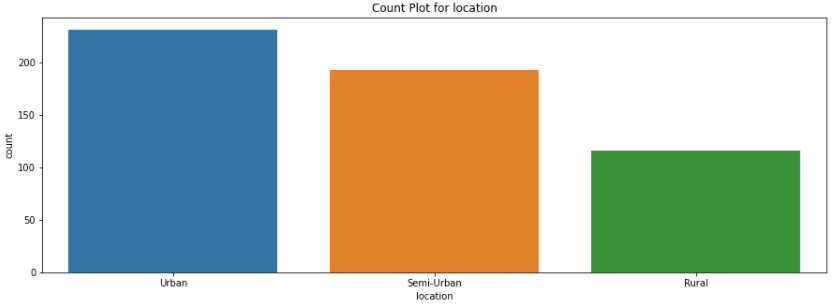 Count Plot for location
200
150
100
50
0
count
Urban Semi-Urban Rural
location